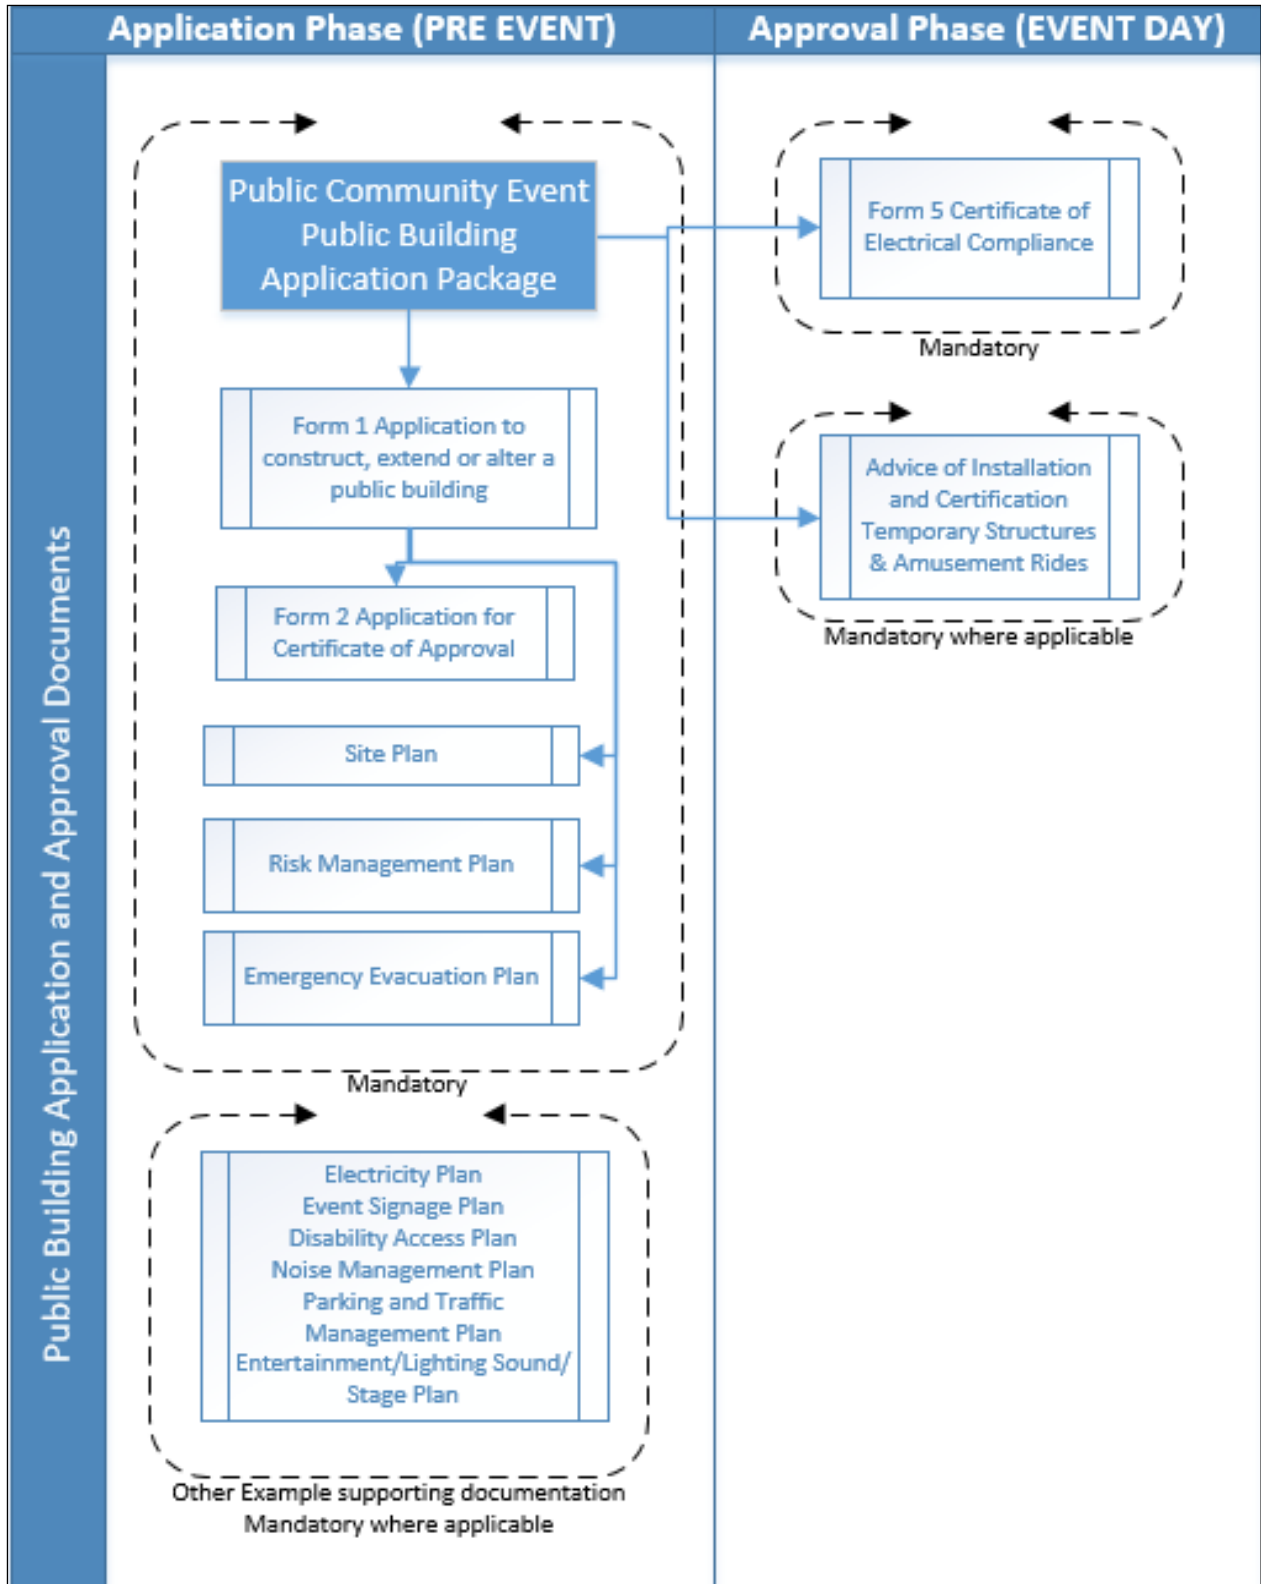 Application Phase (PRE EVENT)
Approval Phase (EVENT DAY)
Public Building Application and Approval Documents
Public Community Event
Public Building
Application Package
Form 1 Application to
construct, extend or alter a
public building
Form 2 Application for
Certificate of Approval
Site Plan
Risk Management Plan
Emergency Evacuation Plan
Mandatory
Electricity Plan
Event Signage Plan
Disability Access Plan
Noise Management Plan
Parking and Traffic
Management Plan
Entertainment/Lighting Sound/
Stage Plan
Other Example supporting documentation
Mandatory where applicable
Form 5 Certificate of
Electrical Compliance
Mandatory
Advice of Installation
and Certification
Temporary Structures
& Amusement Rides
Mandatory where applicable